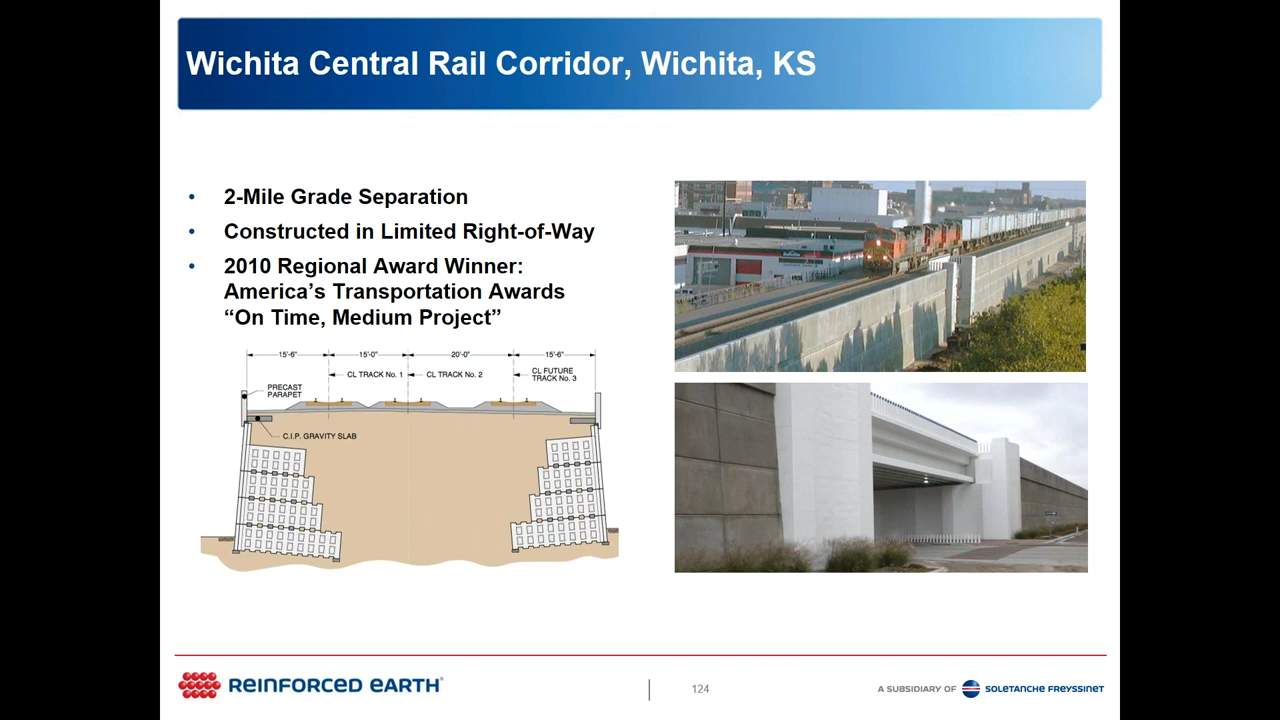 Wichita Central Rail Corridor, Wichita, KS
• 2-Mile Grade Separation
• Constructed in Limited Right-of-Way
• 2010 Regional Award Winner:
America’s Transportation Awards
“On Time, Medium Project”
15'-6" 15'-0" 20'-0" 15'-6"
CL TRACK No. 1 CL TRACK No. 2 CL FUTURE
TRACK No. 3
PRECAST
PARAPET
C.I.P. GRAVITY SLAB
REINFORCED EARTH®
124
A SUBSIDIARY OF SOLETANCHE FREYSSINET